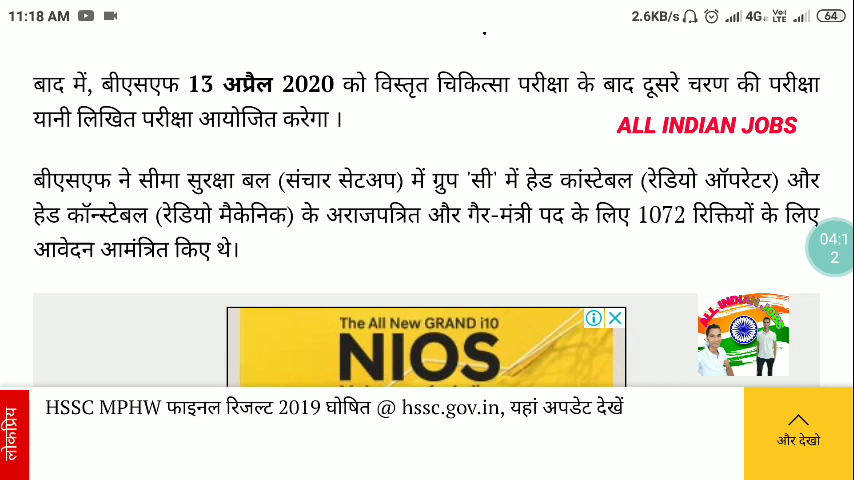 11:18 AM
2.6KB/s 4G+ Vo) LTE 64
बाद में, बीएसएफ 13 अप्रैल 2020 को विस्तृत चिकित्सा परीक्षा के बाद दूसरे चरण की परीक्षा
यानी लिखित परीक्षा आयोजित करेगा ।
ALL INDIAN JOBS
बीएसएफ ने सीमा सुरक्षा बल (संचार सेटअप) में ग्रुप 'सी' में हेड कांस्टेबल (रेडियो ऑपरेटर) और
हेड कॉन्स्टेबल (रेडियो मैकेनिक) के अराजपत्रित और गैर-मंत्री पद के लिए 1072 रिक्तियों के लिए
आवेदन आमंत्रित किए थे।
04:1
2
ALL INDIAN JOBS
The All New GRAND i10
NIOS
लोकप्रिय
HSSC MPHW फाइनल रिजल्ट 2019 घोषित @ hssc.gov.in, यहां अपडेट देखें
और देखो